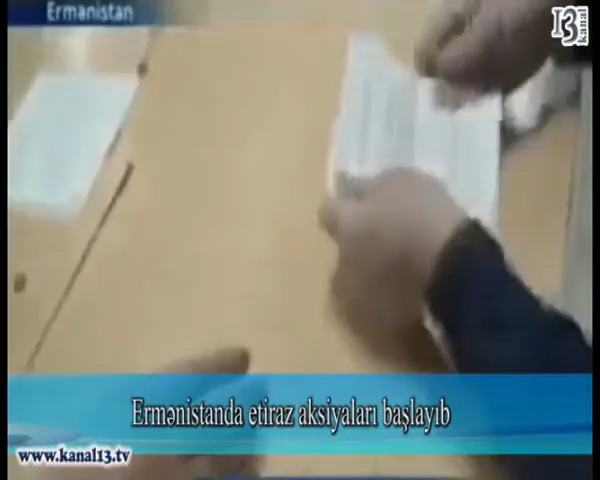 Ermənistan
13
kanal
Ermənistanda etiraz aksiyaları başlayıb
www.kanal13.tv